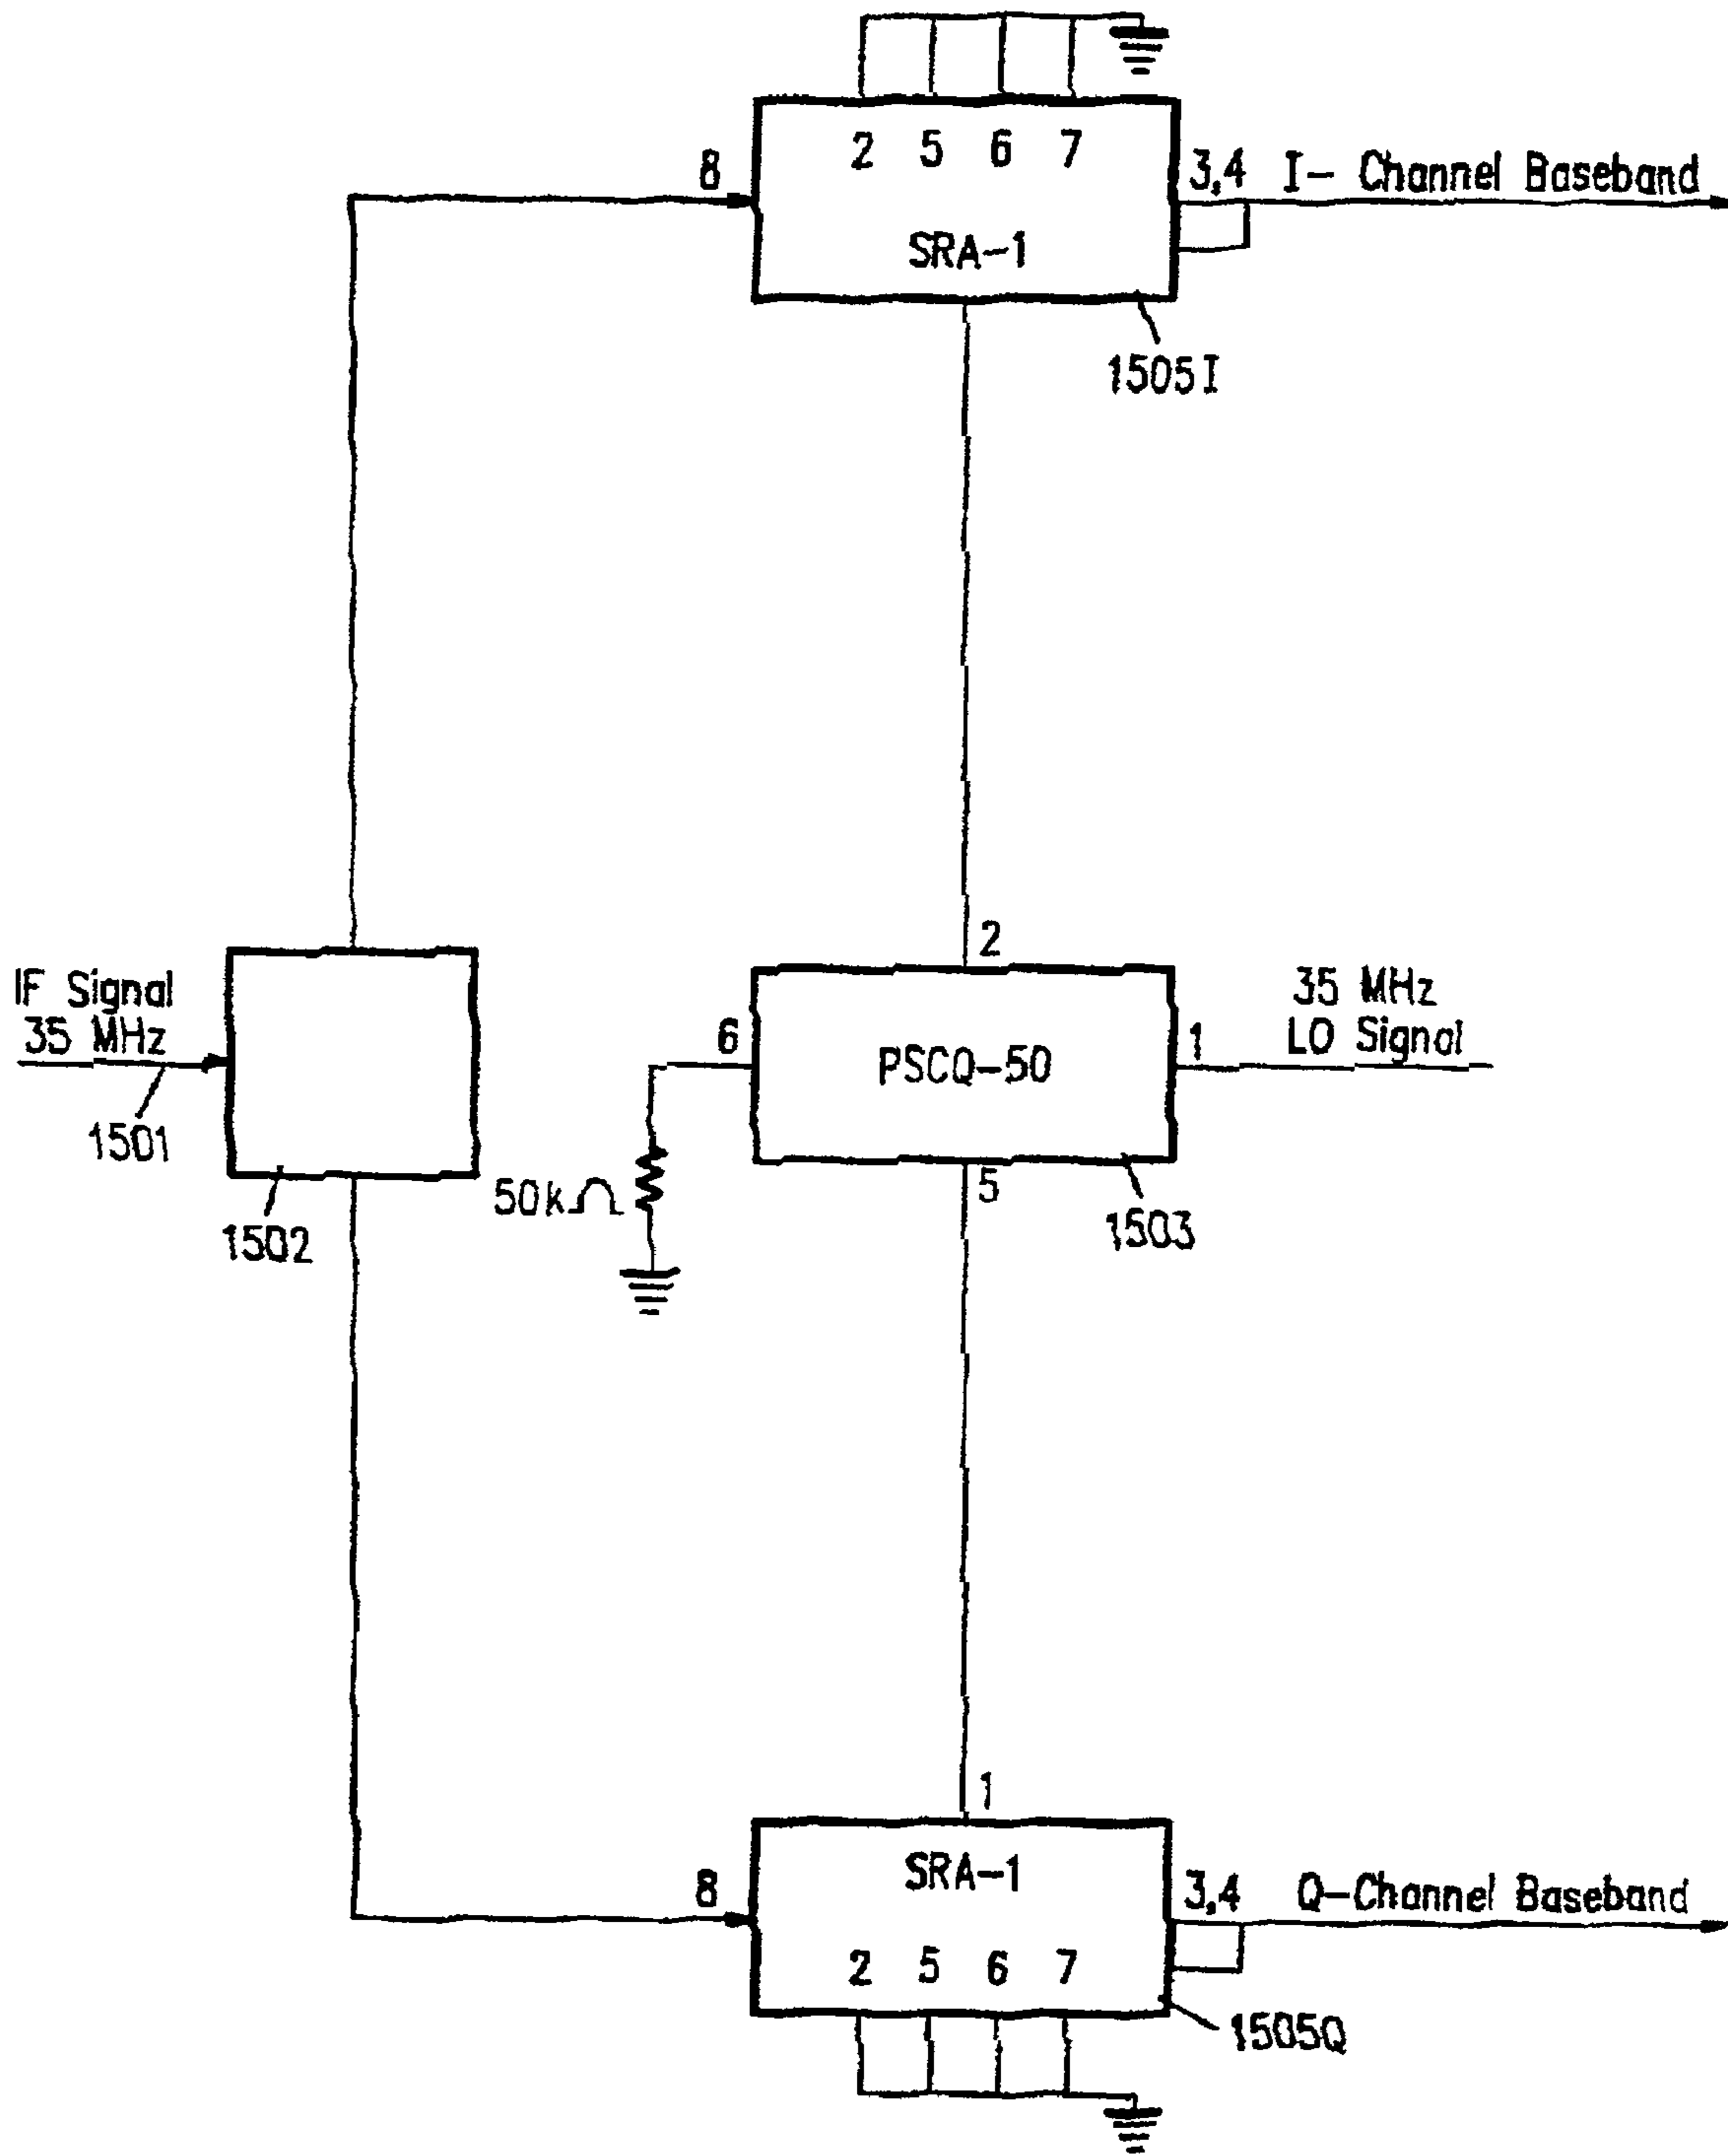 2 5 6 7
8
3,4 I- Channel Baseband
SRA-1
1505I
2
IF Signal
35 MHz
1501
1502
6
PSCQ-50
1
35 MHz
LO Signal
50kΩ
5
1503
1
8
SRA-1
3,4 Q-Channel Baseband
2 5 6 7
1505Q